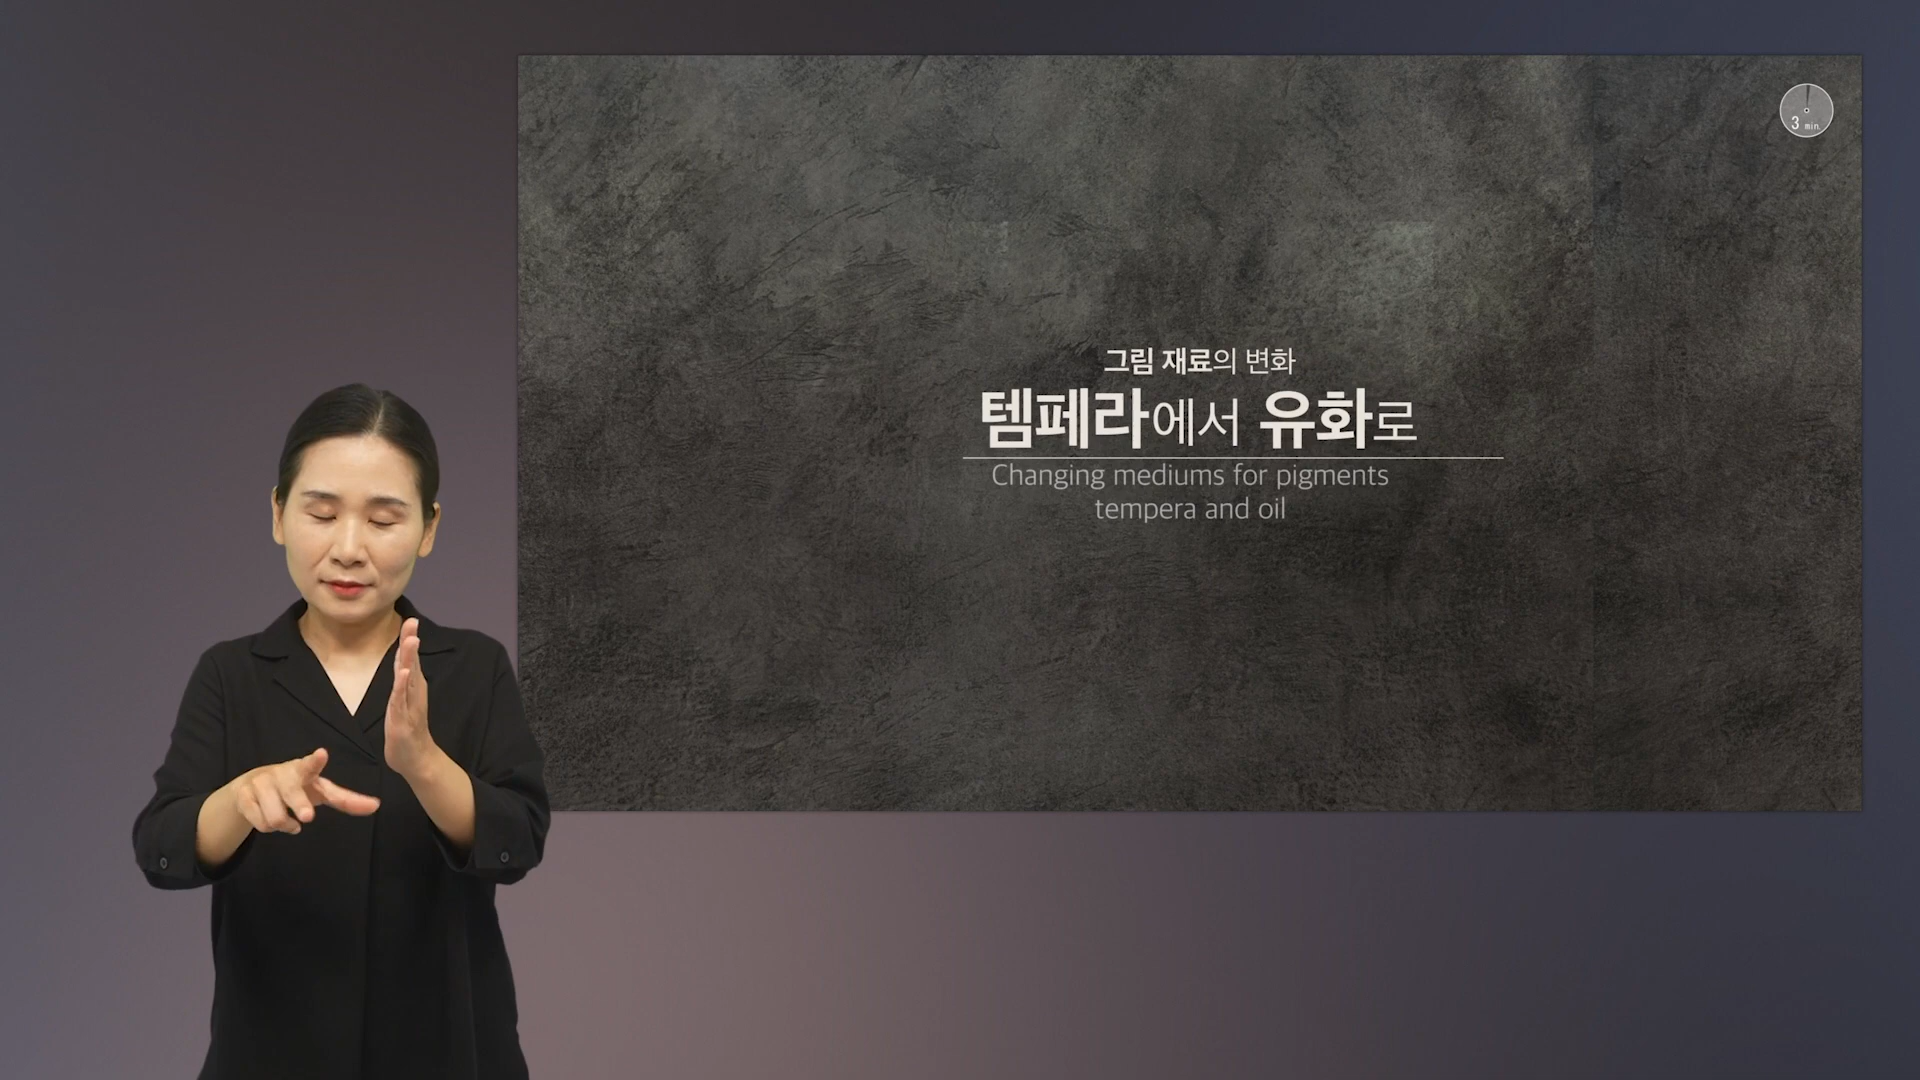 3 min.
그림 재료의 변화
템페라에서 유화로
Changing mediums for pigments
tempera and oil